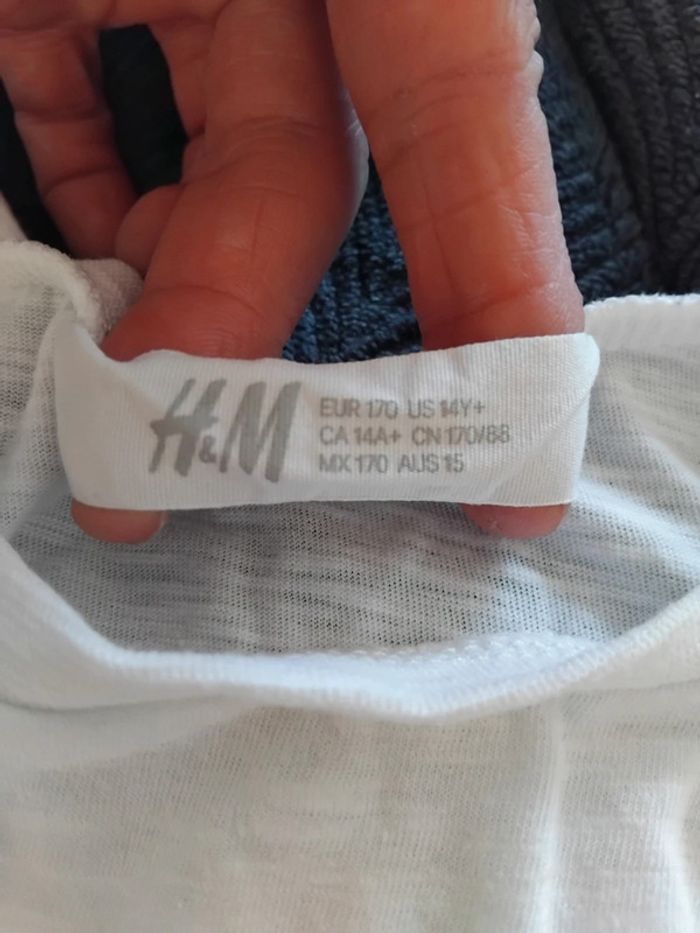 H&M
EUR 170 US 14Y+
CA 14A+ CN 170/88
MX 170 AUS 15